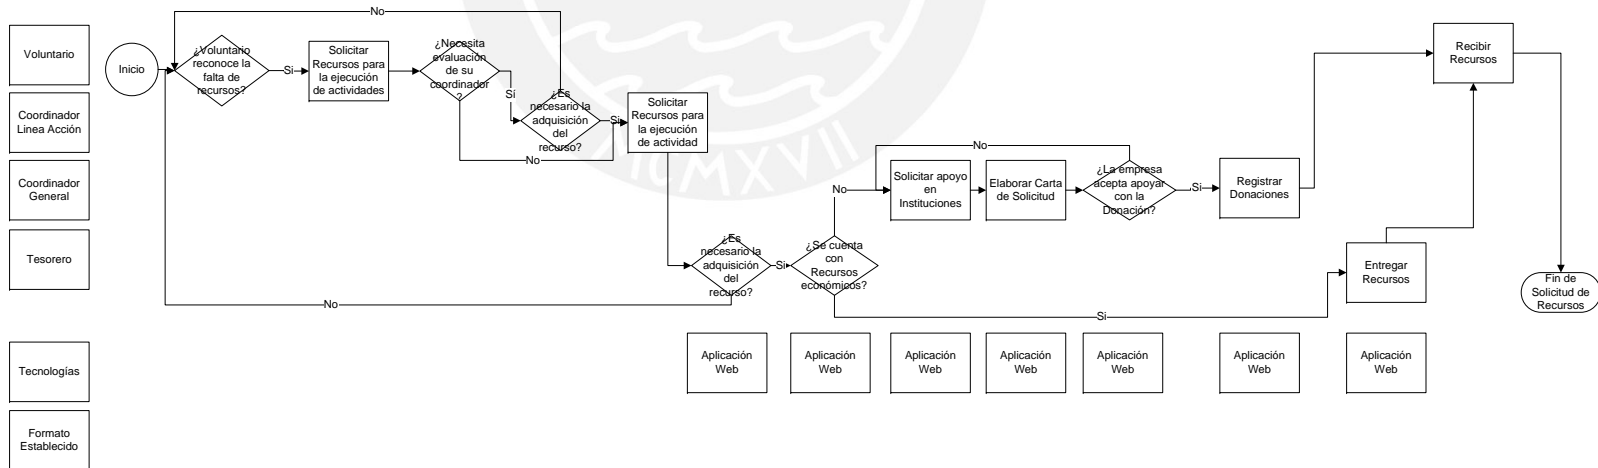 No
Voluntario
Inicio
¿Voluntario
reconoce la
falta de
recursos?
Si
Solicitar
Recursos para
la ejecución
de actividades
¿Necesita
evaluación
de su
coordinador
?
Sí
Recibir
Recursos
Coordinador
Linea Acción
¿Es
necesario la
adquisición
del
recurso?
Si
No
Solicitar
Recursos para
la ejecución
de actividad
MCMXVII
Coordinador
General
No
No
Solicitar apoyo
en
Instituciones
Elaborar Carta
de Solicitud
¿La empresa
acepta apoyar
con la
Donación?
Si
Registrar
Donaciones
Tesorero
¿Es
necesario la
adquisición
del
recurso?
Si
¿Se cuenta
con
Recursos
económicos?
Entregar
Recursos
Fin de
Solicitud de
Recursos
No
Si
Tecnologías
Aplicación
Web
Aplicación
Web
Aplicación
Web
Aplicación
Web
Aplicación
Web
Aplicación
Web
Aplicación
Web
Formato
Establecido